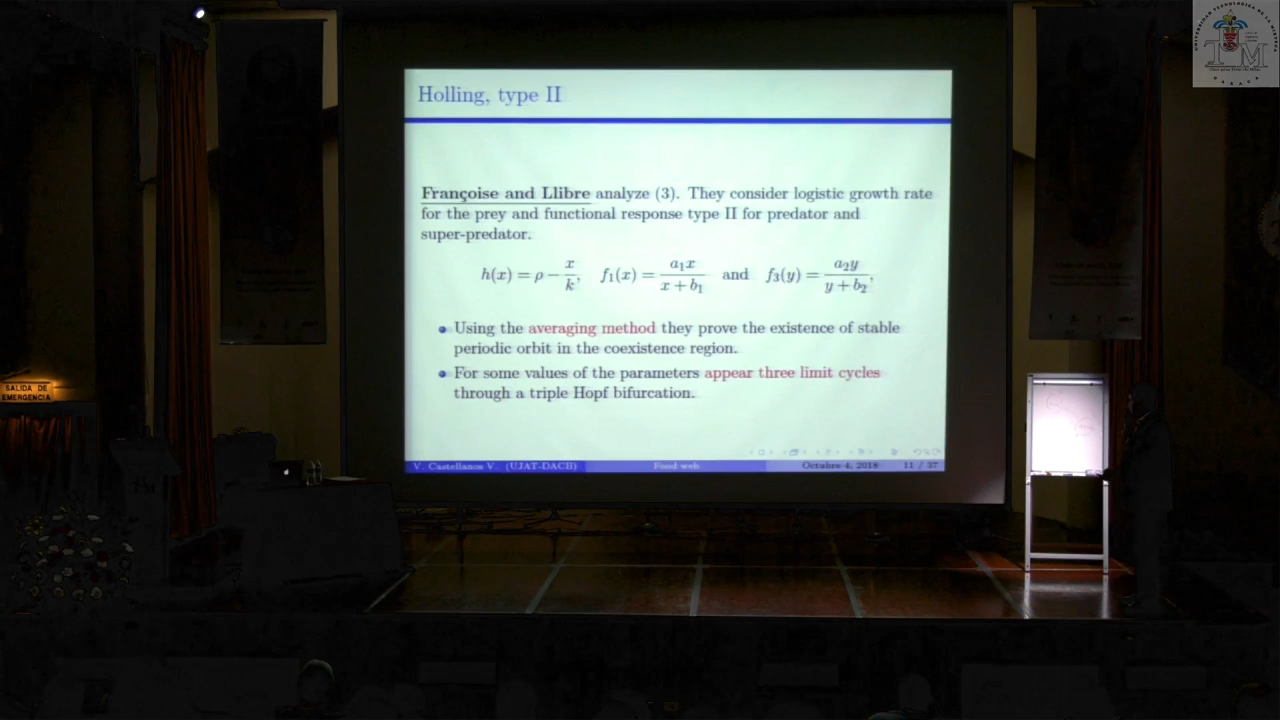 Holling, type II
Françoise and Llibre analyze (3). They consider logistic growth rate
for the prey and functional response type II for predator and
super-predator.
h(x) = ρ − x/k, f₁(x) = a₁x/(x + b₁) and f₃(y) = a₂y/(y + b₂),
Using the averaging method they prove the existence of stable
periodic orbit in the coexistence region.
For some values of the parameters appear three limit cycles
through a triple Hopf bifurcation.
V. Castellanos V. (UJAT-DACB) Food web Octubre 4, 2018 11 / 37
SALIDA DE
EMERGENCIA